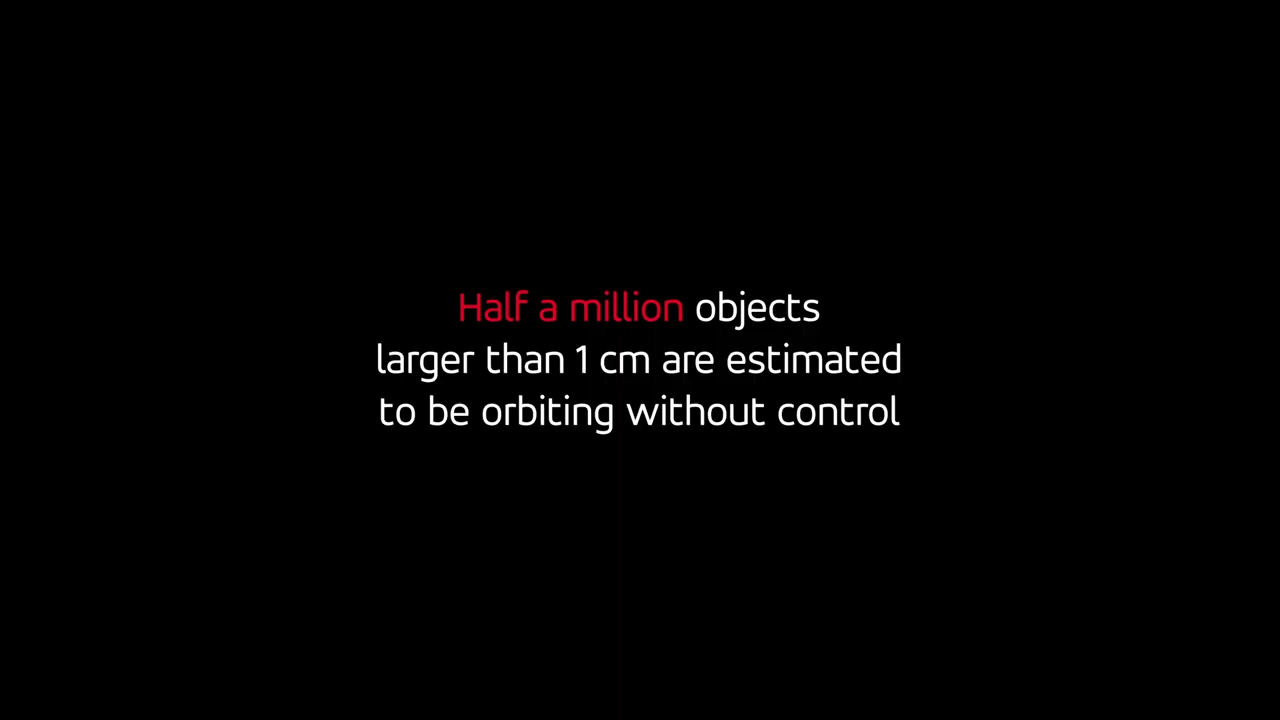 Half a million objects
larger than 1 cm are estimated
to be orbiting without control